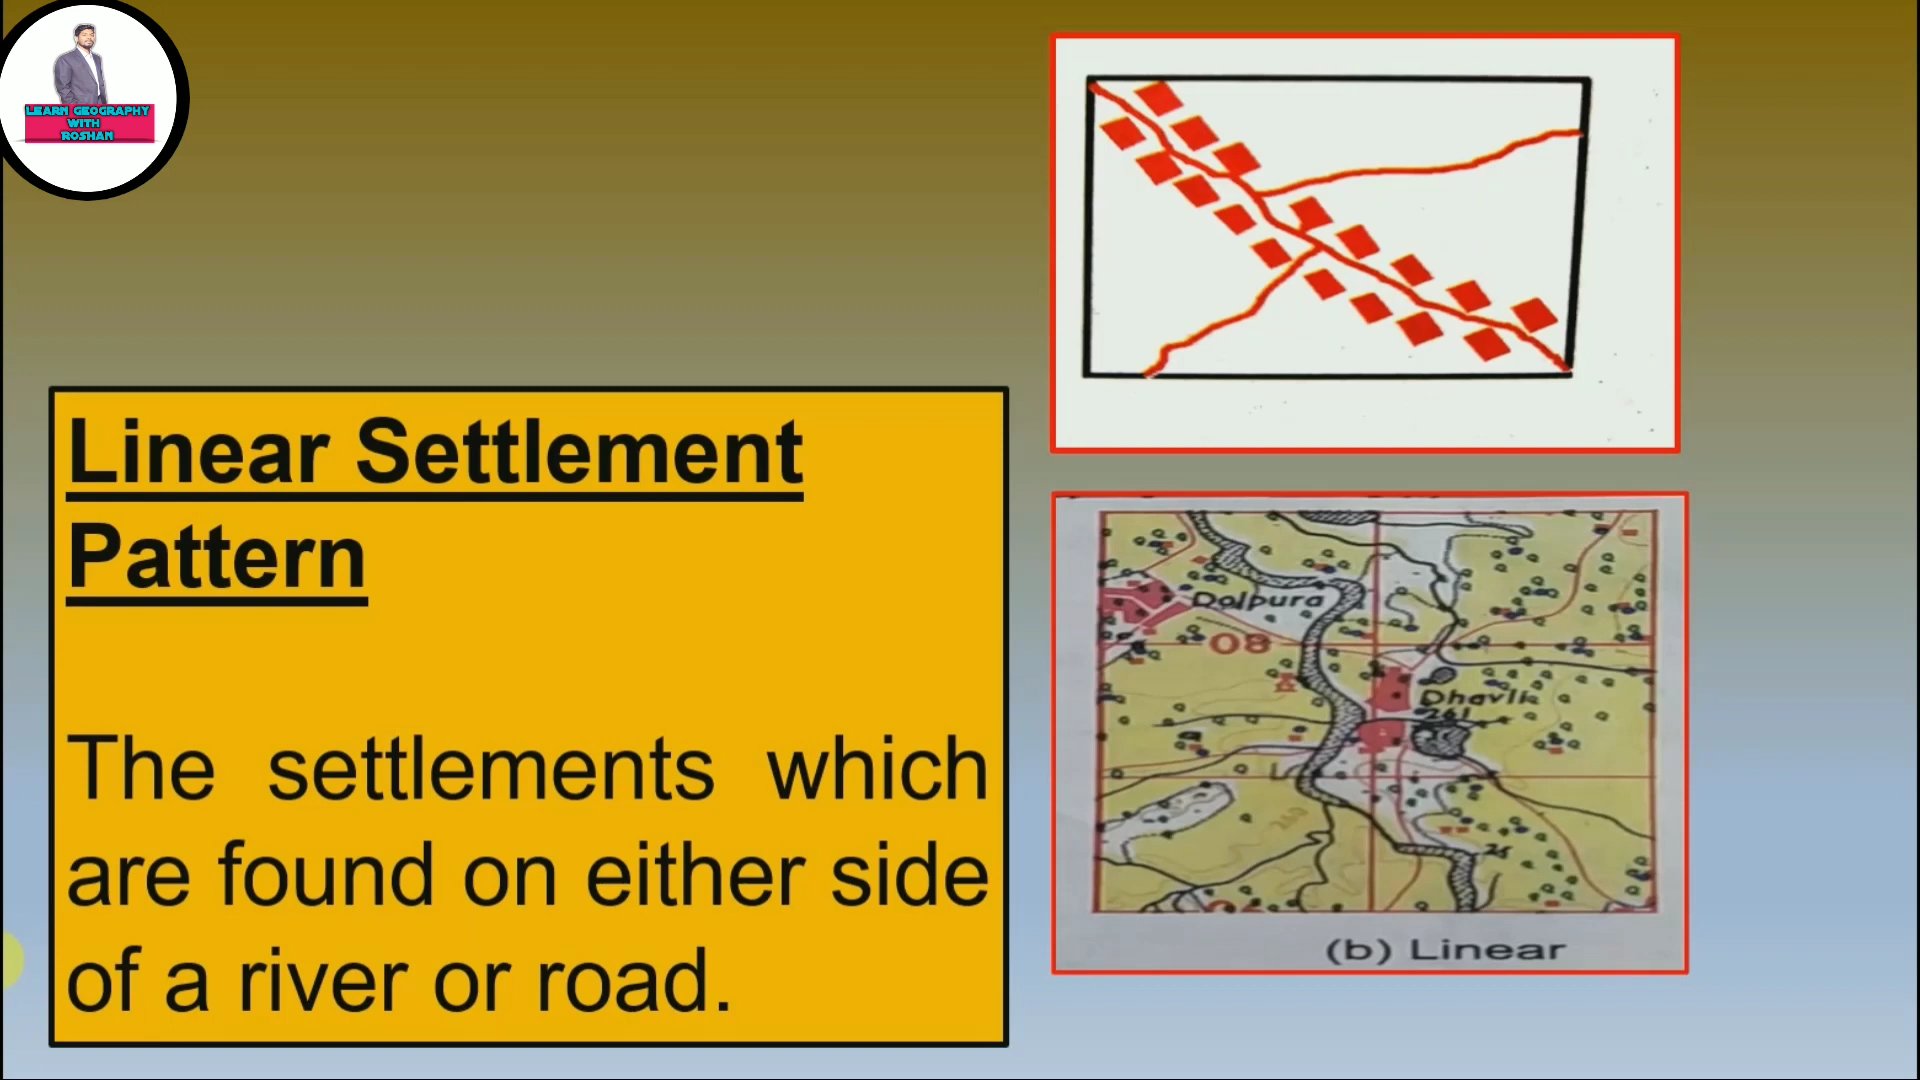 LEARN GEOGRAPHY
WITH
ROSHAN
Linear Settlement
Pattern
The settlements which
are found on either side
of a river or road.
Dolpura
08
Dhavli
261
(b) Linear